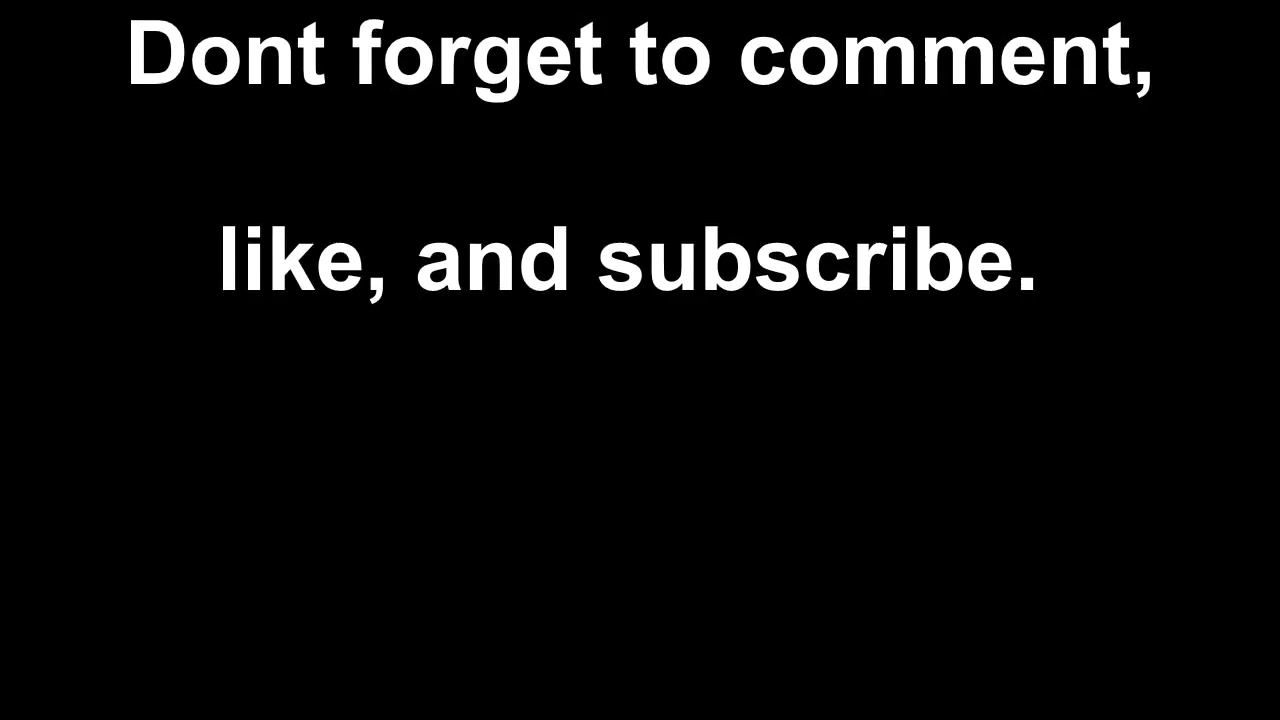 Dont forget to comment,
like, and subscribe.